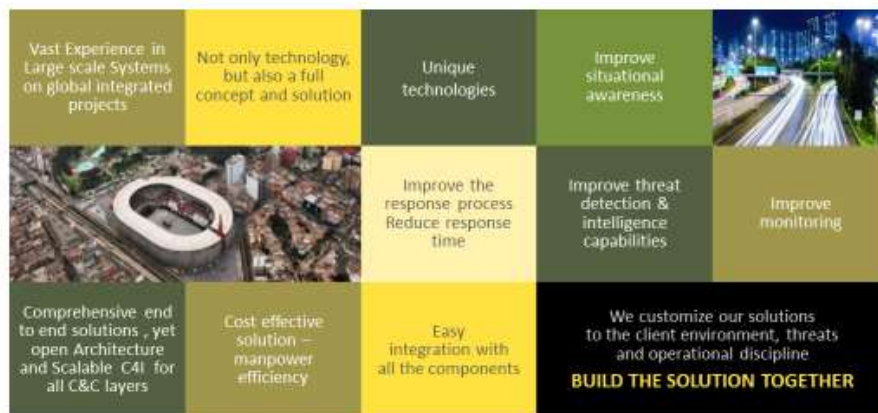 Vast Experience in
Large scale Systems
on global integrated
projects
Not only technology,
but also a full
concept and solution
Unique
technologies
Improve
situational
awareness
Improve the
response process
Reduce response
time
Improve threat
detection &
intelligence
capabilities
Improve
monitoring
Comprehensive end
to end solutions , yet
open Architecture
and Scalable C4I for
all C&C layers
Cost effective
solution –
manpower
efficiency
Easy
integration with
all the components
We customize our solutions
to the client environment, threats
and operational discipline
BUILD THE SOLUTION TOGETHER